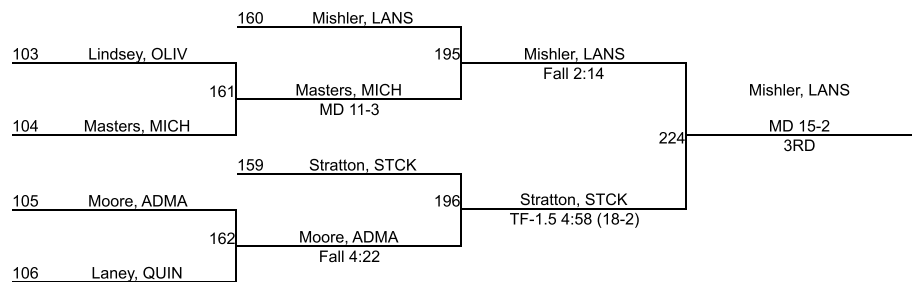 160 Mishler, LANS
103 Lindsey, OLIV
195 Mishler, LANS
Fall 2:14
161 Masters, MICH
MD 11-3
Mishler, LANS
104 Masters, MICH
224 MD 15-2
3RD
159 Stratton, STCK
105 Moore, ADMA
196 Stratton, STCK
TF-1.5 4:58 (18-2)
162 Moore, ADMA
Fall 4:22
106 Laney, QUIN